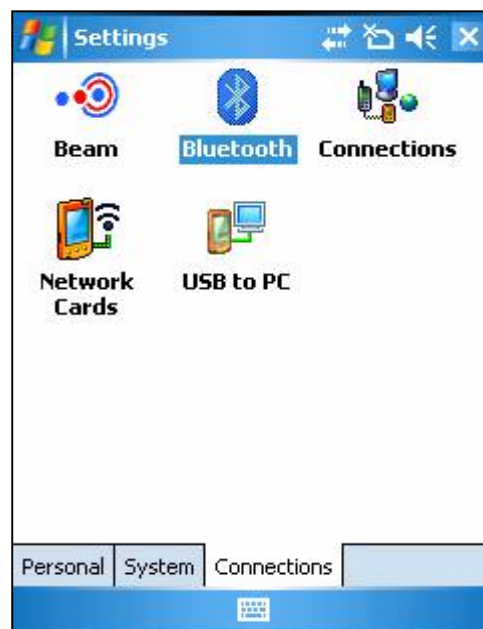 Settings
Beam
Bluetooth
Connections
Network
Cards
USB to PC
Personal
System
Connections